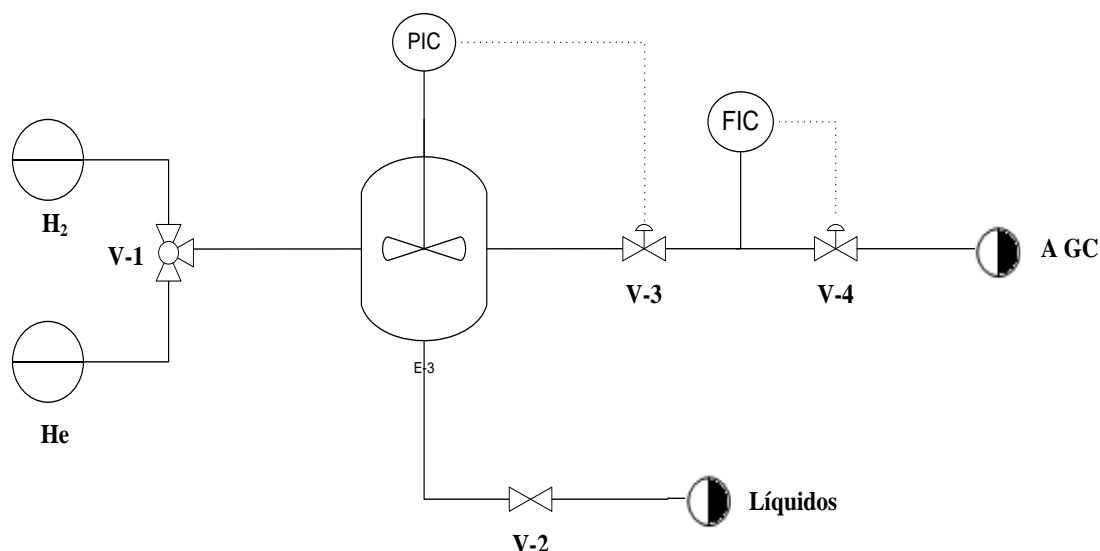 PIC
FIC
H₂
V-1
A GC
V-3
V-4
E-3
He
Líquidos
V-2